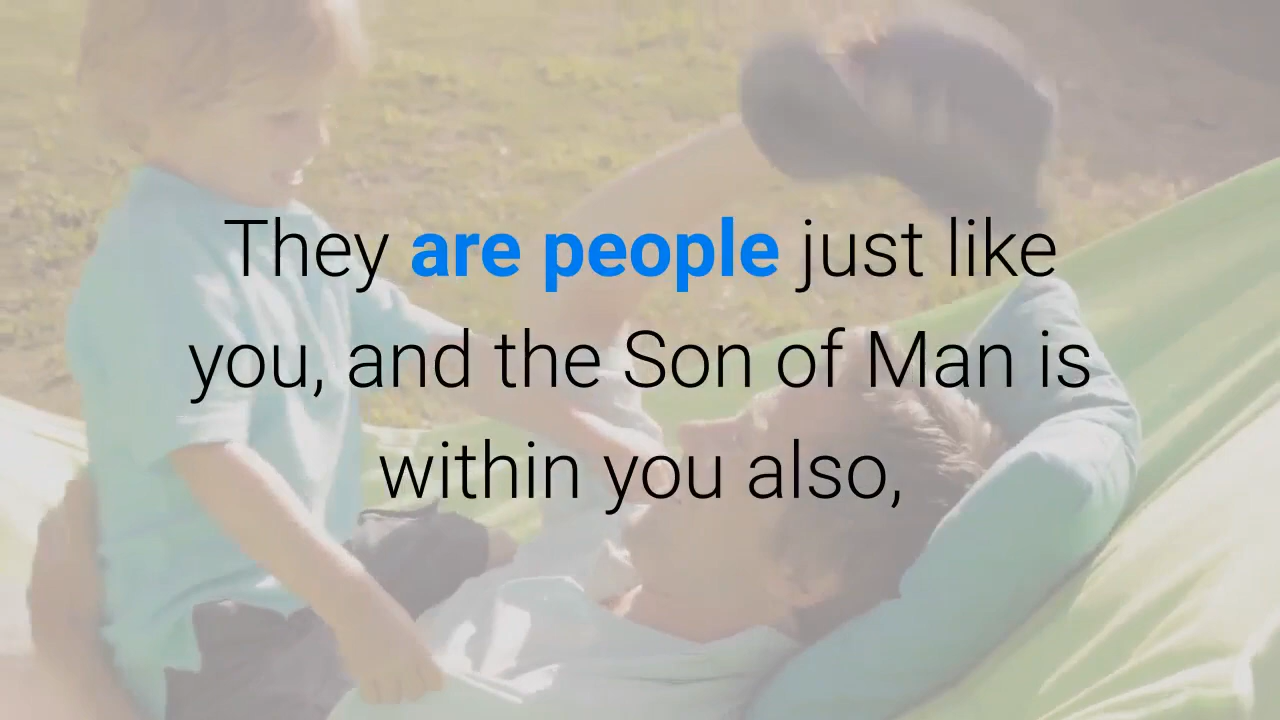 They are people just like
you, and the Son of Man is
within you also,